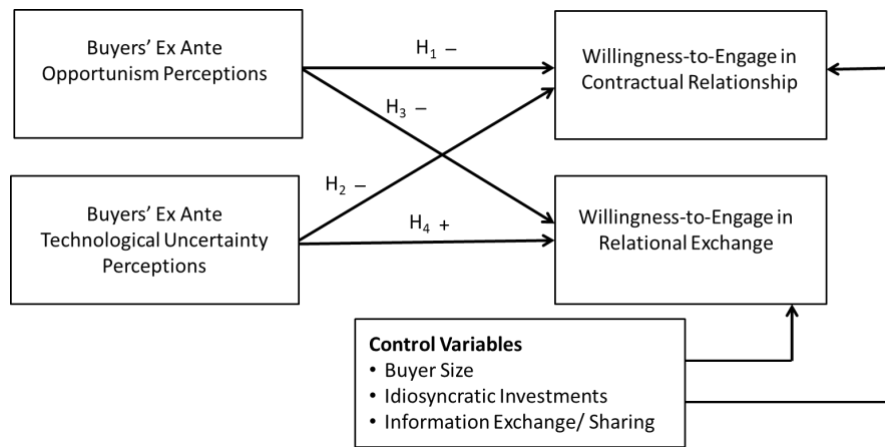 Buyers’ Ex Ante
Opportunism Perceptions
H1 –
Willingness-to-Engage in
Contractual Relationship
H3 –
H2 –
Buyers’ Ex Ante
Technological Uncertainty
Perceptions
H4 +
Willingness-to-Engage in
Relational Exchange
Control Variables
• Buyer Size
• Idiosyncratic Investments
• Information Exchange/ Sharing